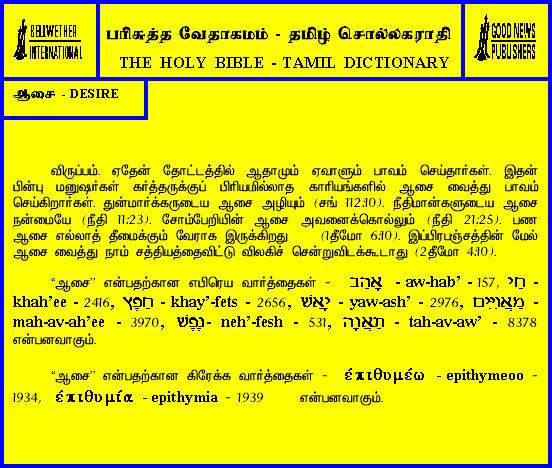 BELLWETHER
INTERNATIONAL
பரிசுத்த வேதாகமம் - தமிழ் சொல்லகராதி
THE HOLY BIBLE - TAMIL DICTIONARY
GOOD NEWS
PUBLISHERS
ஆசை - DESIRE
விருப்பம். ஏதேன் தோட்டத்தில் ஆதாமும் ஏவாளும் பாவம் செய்தார்கள். இதன்
பின்பு மனுஷர்கள் கர்த்தருக்குப் பிரியமில்லாத காரியங்களில் ஆசை வைத்து பாவம்
செய்கிறார்கள். துன்மார்க்கருடைய ஆசை அழியும் (சங் 112:10). நீதிமான்களுடைய ஆசை
நன்மையே (நீதி 11:23). சோம்பேறியின் ஆசை அவனைக்கொல்லும் (நீதி 21:25). பண
ஆசை எல்லாத் தீமைக்கும் வேராக இருக்கிறது (1தீமோ 6:10). இப்பிரபஞ்சத்தின் மேல்
ஆசை வைத்து நாம் சத்தியத்தைவிட்டு விலகிச் சென்றுவிடக்கூடாது (2தீமோ 4:10).
“ஆசை” என்பதற்கான எபிரெய வார்த்தைகள் - אָהַב - aw-hab’ - 157, חַי -
khah’ee - 2416, חֵפֶץ - khay’-fets - 2656, יָאַשׁ - yaw-ash’ - 2976, מַאֲוַיִּים -
mah-av-ah’ee - 3970, נֶפֶשׁ- neh’-fesh - 531, תַּאֲוָה - tah-av-aw’ - 8378
என்பனவாகும்.
“ஆசை” என்பதற்கான கிரேக்க வார்த்தைகள் - έπιθυμέω - epithymeoo -
1934, έπιθυμία - epithymia - 1939 என்பனவாகும்.